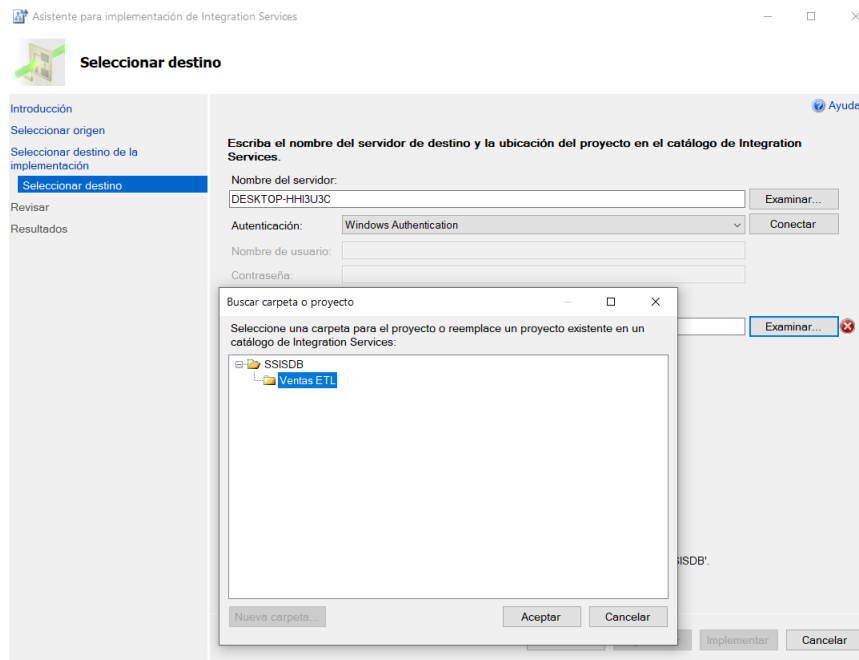 Asistente para implementación de Integration Services
Seleccionar destino
Introducción
Seleccionar origen
Seleccionar destino de la
implementación
Seleccionar destino
Revisar
Resultados
Ayuda
Escriba el nombre del servidor de destino y la ubicación del proyecto en el catálogo de Integration
Services.
Nombre del servidor:
DESKTOP-HHI3U3C
Examinar...
Autenticación:
Windows Authentication
Conectar
Nombre de usuario:
Contraseña:
Examinar...
Buscar carpeta o proyecto
Seleccione una carpeta para el proyecto o reemplace un proyecto existente en un
catálogo de Integration Services:
SSISDB
Ventas ETL
Nueva carpeta...
Aceptar
Cancelar
Implementar
Cancelar